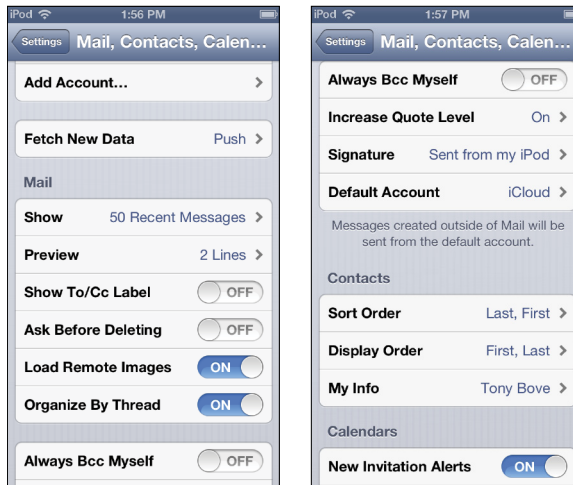 iPod 1:56 PM
Settings Mail, Contacts, Calen...
Add Account... >
Fetch New Data Push >
Mail
Show 50 Recent Messages >
Preview 2 Lines >
Show To/Cc Label OFF
Ask Before Deleting OFF
Load Remote Images ON
Organize By Thread ON
Always Bcc Myself OFF
iPod 1:57 PM
Settings Mail, Contacts, Calen...
Always Bcc Myself OFF
Increase Quote Level On >
Signature Sent from my iPod >
Default Account iCloud >
Messages created outside of Mail will be
sent from the default account.
Contacts
Sort Order Last, First >
Display Order First, Last >
My Info Tony Bove >
Calendars
New Invitation Alerts ON